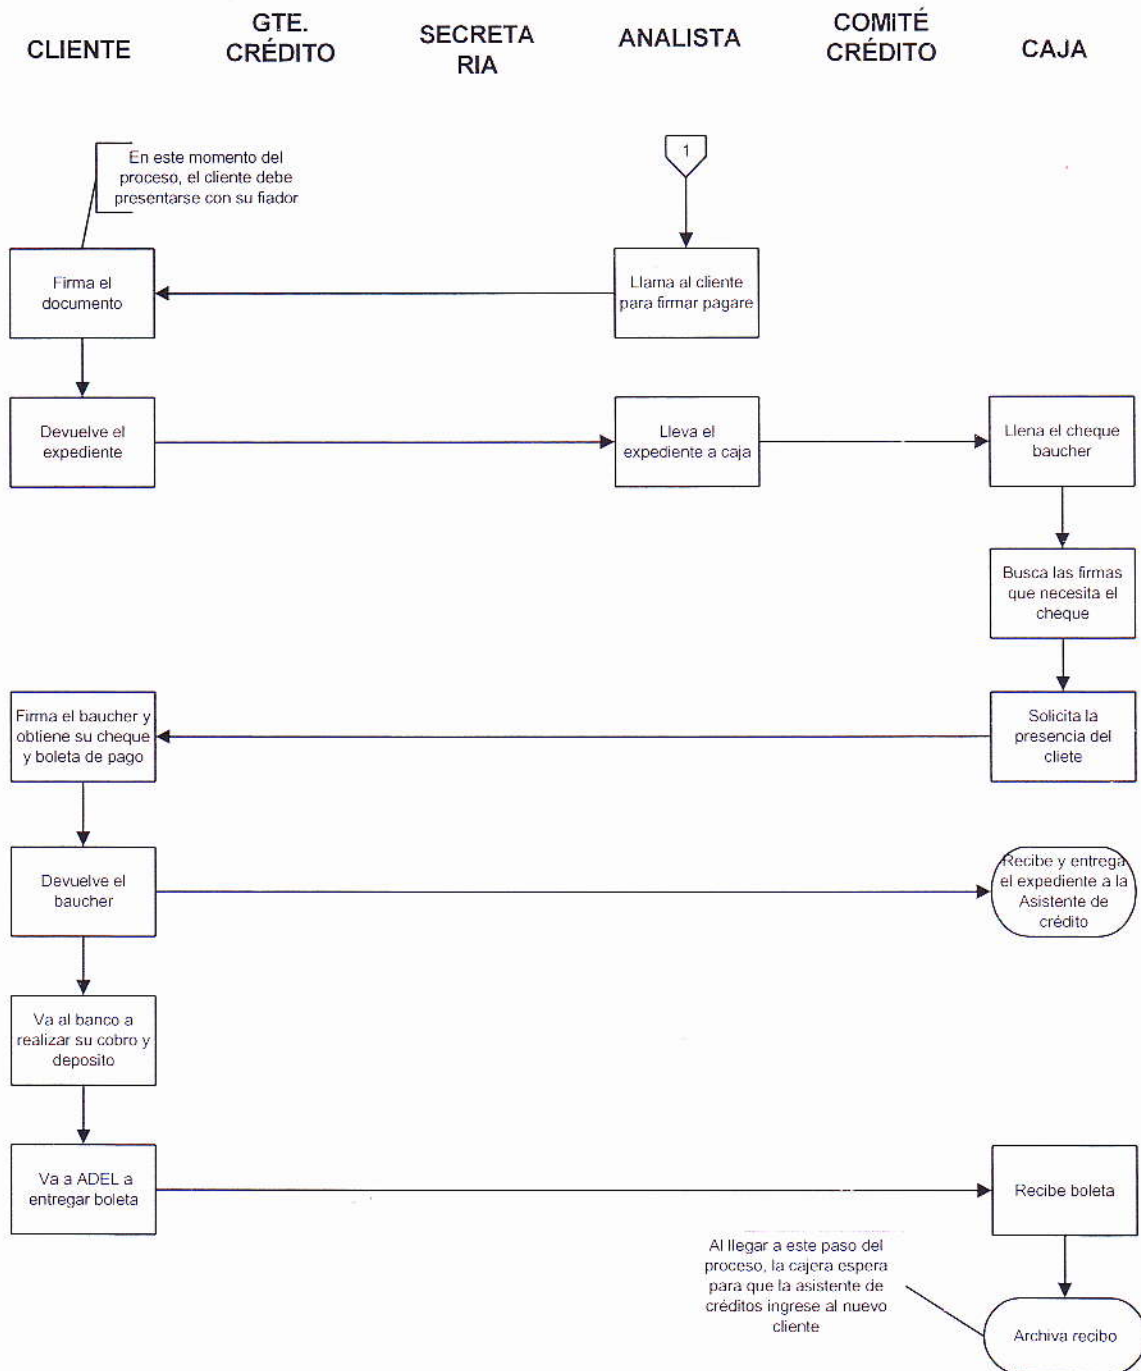 CLIENTE
GTE.
CRÉDITO
SECRETA
RIA
ANALISTA
COMITÉ
CRÉDITO
CAJA
En este momento del
proceso, el cliente debe
presentarse con su fiador
1
Firma el
documento
Llama al cliente
para firmar pagare
Devuelve el
expediente
Lleva el
expediente a caja
Llena el cheque
baucher
Busca las firmas
que necesita el
cheque
Firma el baucher y
obtiene su cheque
y boleta de pago
Solicita la
presencia del
cliete
Devuelve el
baucher
Recibe y entrega
el expediente a la
Asistente de
crédito
Va al banco a
realizar su cobro y
deposito
Va a ADEL a
entregar boleta
Recibe boleta
Al llegar a este paso del
proceso, la cajera espera
para que la asistente de
créditos ingrese al nuevo
cliente
Archiva recibo